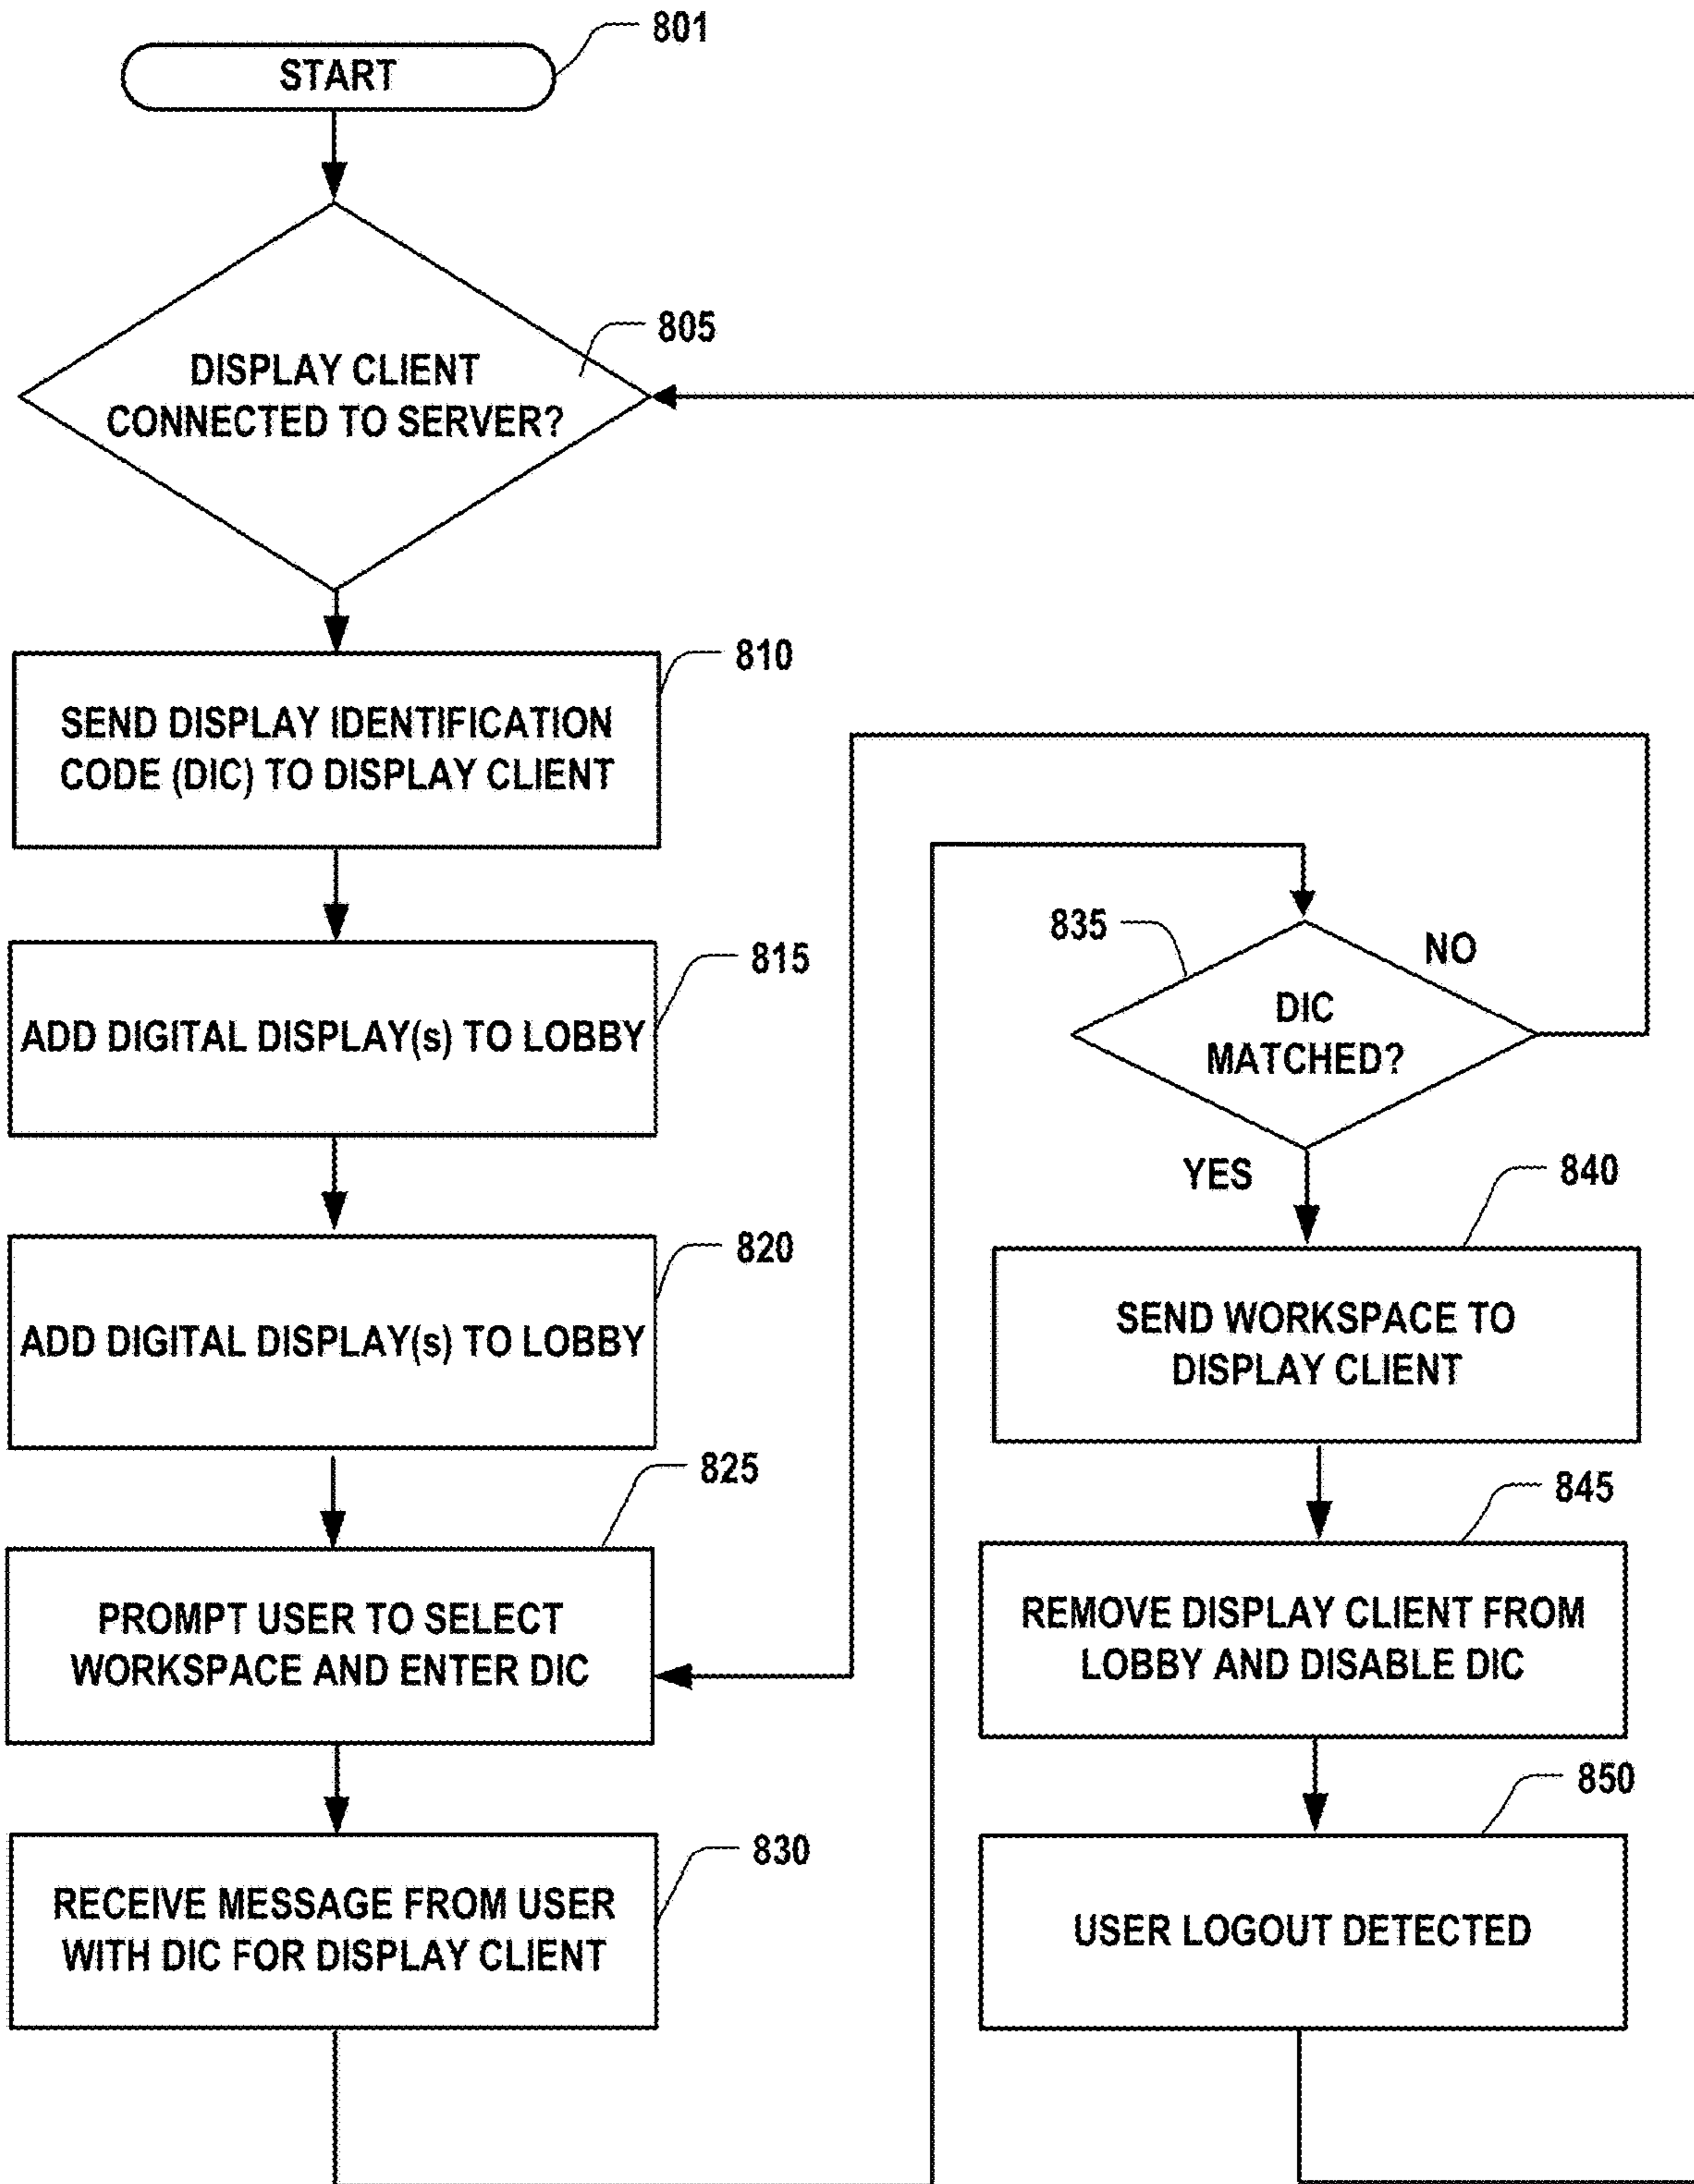 801
START
805
DISPLAY CLIENT
CONNECTED TO SERVER?
810
SEND DISPLAY IDENTIFICATION
CODE (DIC) TO DISPLAY CLIENT
815
ADD DIGITAL DISPLAY(s) TO LOBBY
820
ADD DIGITAL DISPLAY(s) TO LOBBY
825
PROMPT USER TO SELECT
WORKSPACE AND ENTER DIC
830
RECEIVE MESSAGE FROM USER
WITH DIC FOR DISPLAY CLIENT
835
NO
DIC
MATCHED?
YES
840
SEND WORKSPACE TO
DISPLAY CLIENT
845
REMOVE DISPLAY CLIENT FROM
LOBBY AND DISABLE DIC
850
USER LOGOUT DETECTED